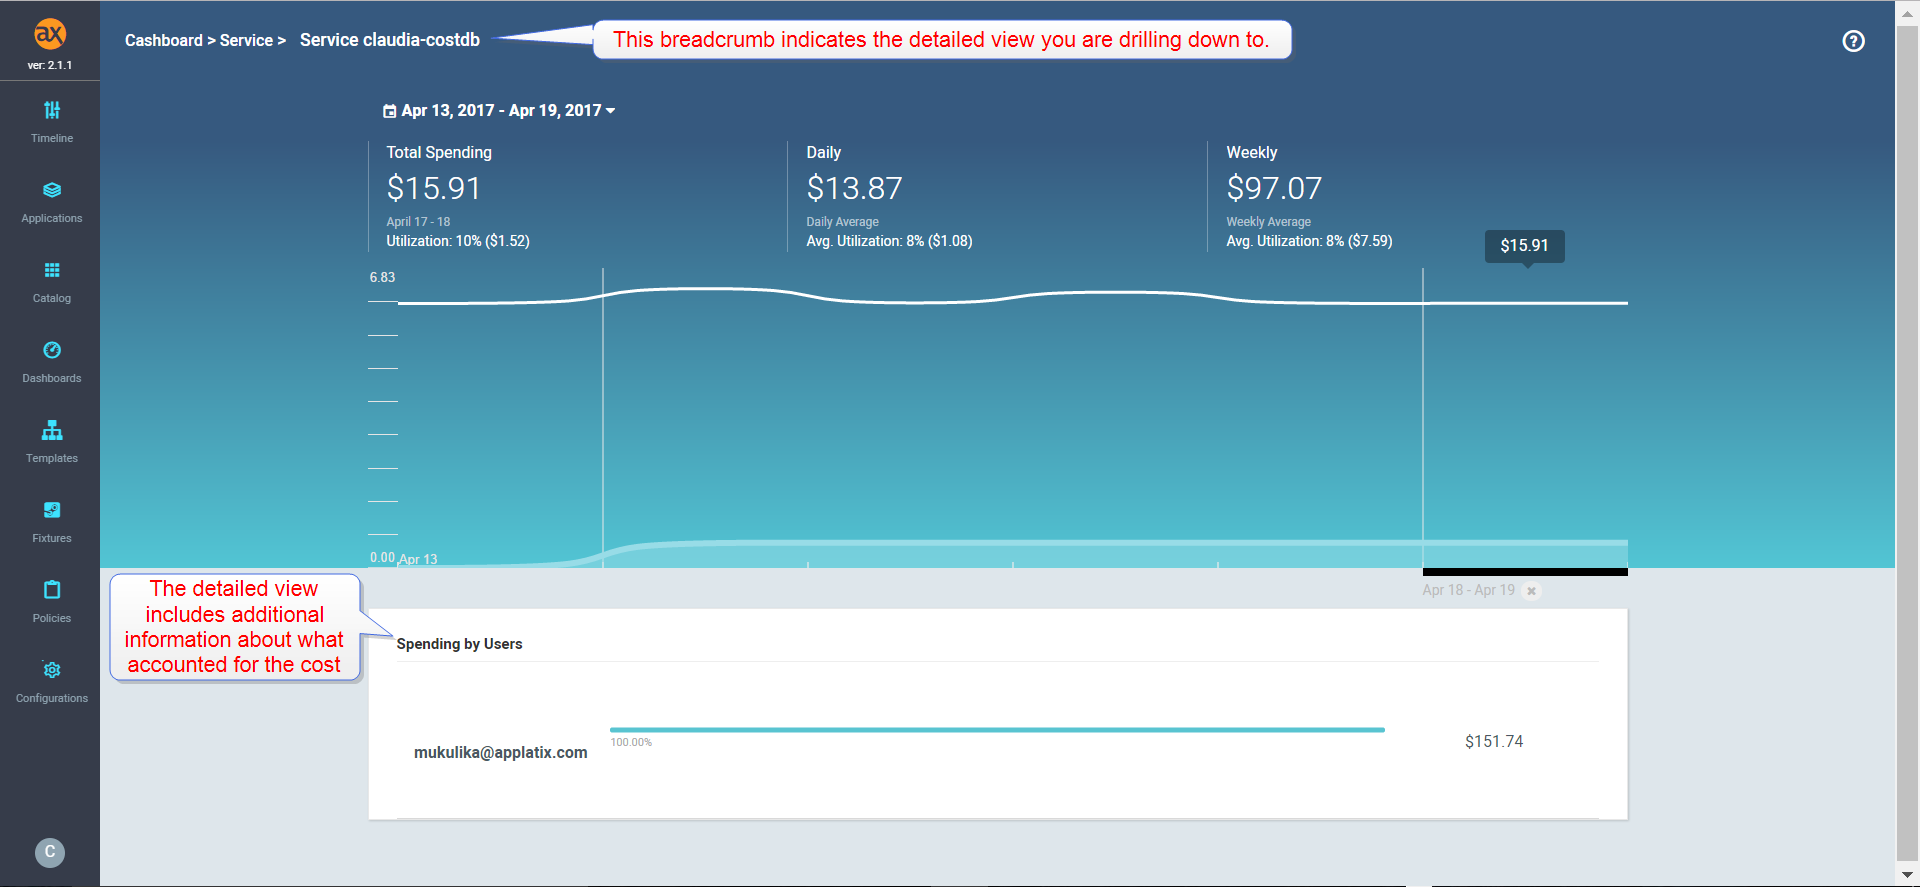 ax
ver: 2.1.1
Timeline
Applications
Catalog
Dashboards
Templates
Fixtures
Policies
Configurations
C
Cashboard > Service > Service claudia-costdb
This breadcrumb indicates the detailed view you are drilling down to.
?
Apr 13, 2017 - Apr 19, 2017
Total Spending
$15.91
April 17 - 18
Utilization: 10% ($1.52)
Daily
$13.87
Daily Average
Avg. Utilization: 8% ($1.08)
Weekly
$97.07
Weekly Average
Avg. Utilization: 8% ($7.59)
$15.91
6.83
0.00
Apr 13
Apr 18 - Apr 19
The detailed view
includes additional
information about what
accounted for the cost
Spending by Users
mukulika@applatix.com
100.00%
$151.74